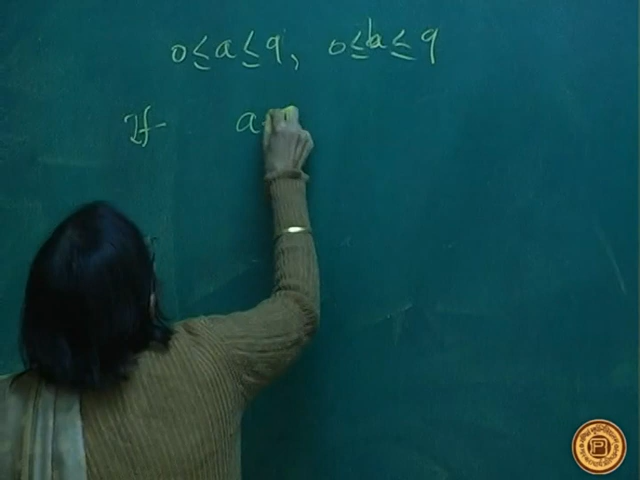 0 ≤ a ≤ 9, 0 ≤ b ≤ 9
If a